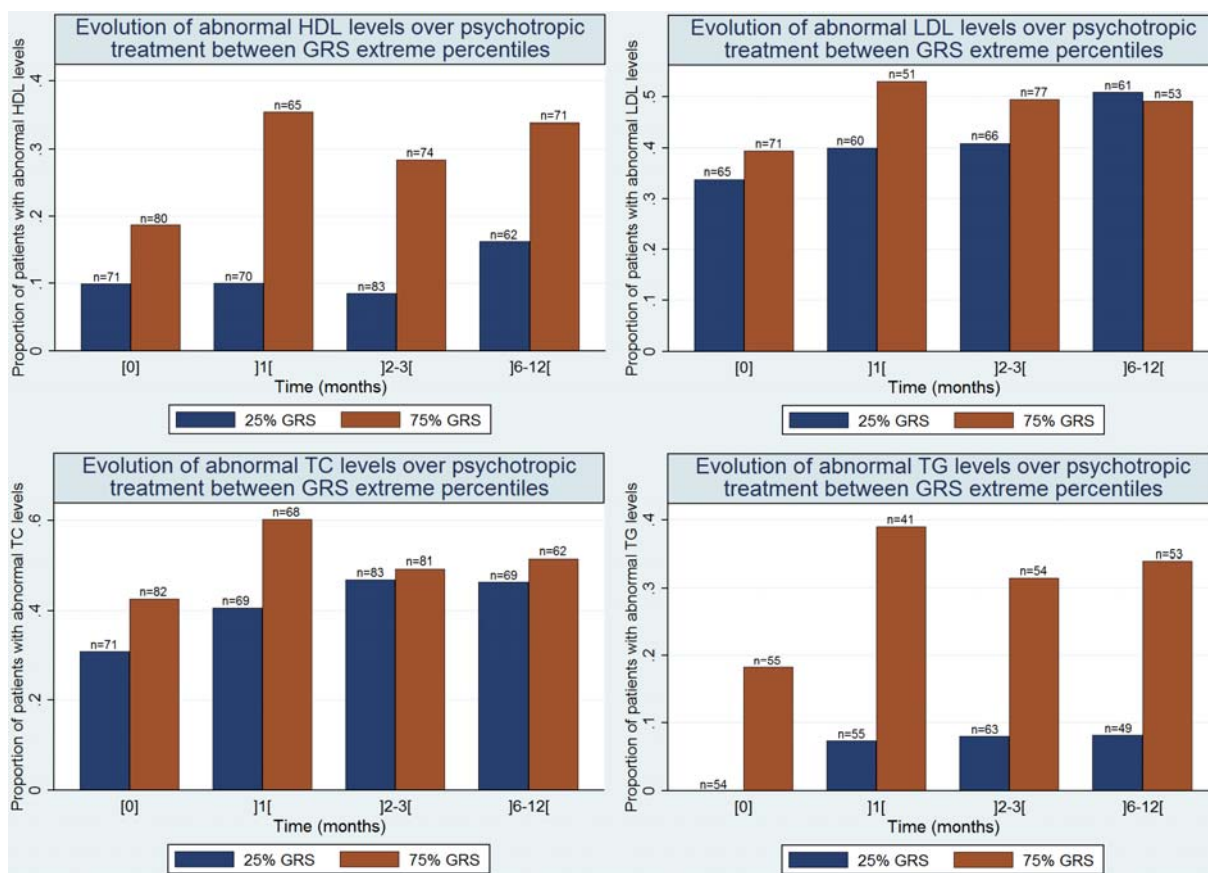 Evolution of abnormal HDL levels over psychotropic
treatment between GRS extreme percentiles
Proportion of patients with abnormal HDL levels
.4
.3
.2
.1
0
n=71
n=80
n=70
n=65
n=83
n=74
n=62
n=71
[0]
]1[
]2-3[
]6-12[
Time (months)
25% GRS
75% GRS
Evolution of abnormal LDL levels over psychotropic
treatment between GRS extreme percentiles
Proportion of patients with abnormal LDL levels
.5
.4
.3
.2
.1
0
n=65
n=71
n=60
n=51
n=66
n=77
n=61
n=53
[0]
]1[
]2-3[
]6-12[
Time (months)
25% GRS
75% GRS
Evolution of abnormal TC levels over psychotropic
treatment between GRS extreme percentiles
Proportion of patients with abnormal TC levels
.6
.4
.2
0
n=71
n=82
n=69
n=68
n=83
n=81
n=69
n=62
[0]
]1[
]2-3[
]6-12[
Time (months)
25% GRS
75% GRS
Evolution of abnormal TG levels over psychotropic
treatment between GRS extreme percentiles
Proportion of patients with abnormal TG levels
.4
.3
.2
.1
0
n=54
n=55
n=55
n=41
n=63
n=54
n=49
n=53
[0]
]1[
]2-3[
]6-12[
Time (months)
25% GRS
75% GRS